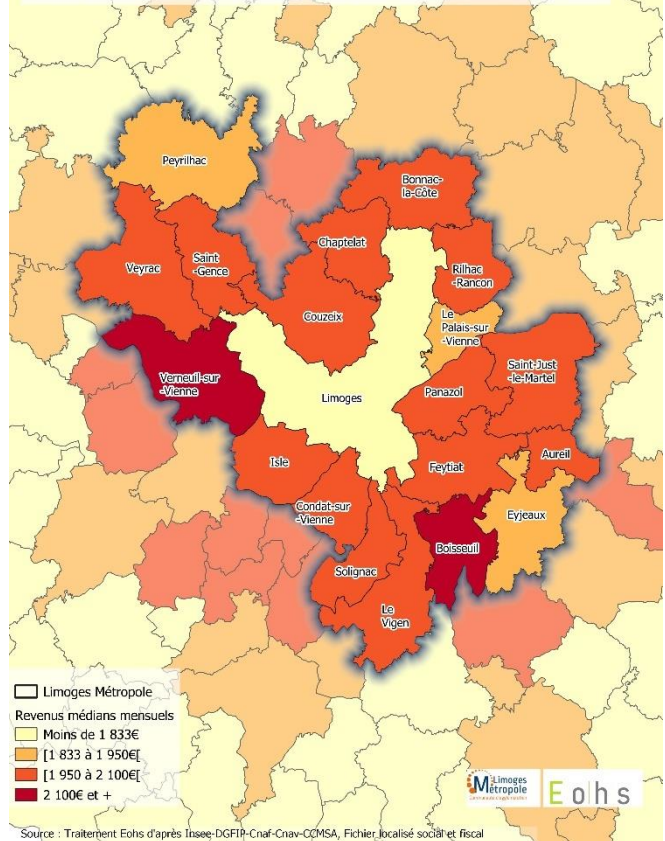 Peyrilhac
Bonnac-
la-Côte
Veyrac
Saint
-Gence
Chaptelat
Rilhac
-Rancon
Couzeix
Le
Palais-sur
-Vienne
Verneuil-sur
-Vienne
Limoges
Panazol
Saint-Just
-le-Martel
Isle
Feytiat
Aureil
Condat-sur
-Vienne
Eyjeaux
Boisseuil
Solignac
Le
Vigen
Limoges Métropole
Revenus médians mensuels
Moins de 1 833€
[1 833 à 1 950€[
[1 950 à 2 100€[
2 100€ et +
Limoges
Métropole
Eohs
Source : Traitement Eohs d'après Insee-DGFIP-Cnaf-Cnav-CCMSA, Fichier localisé social et fiscal